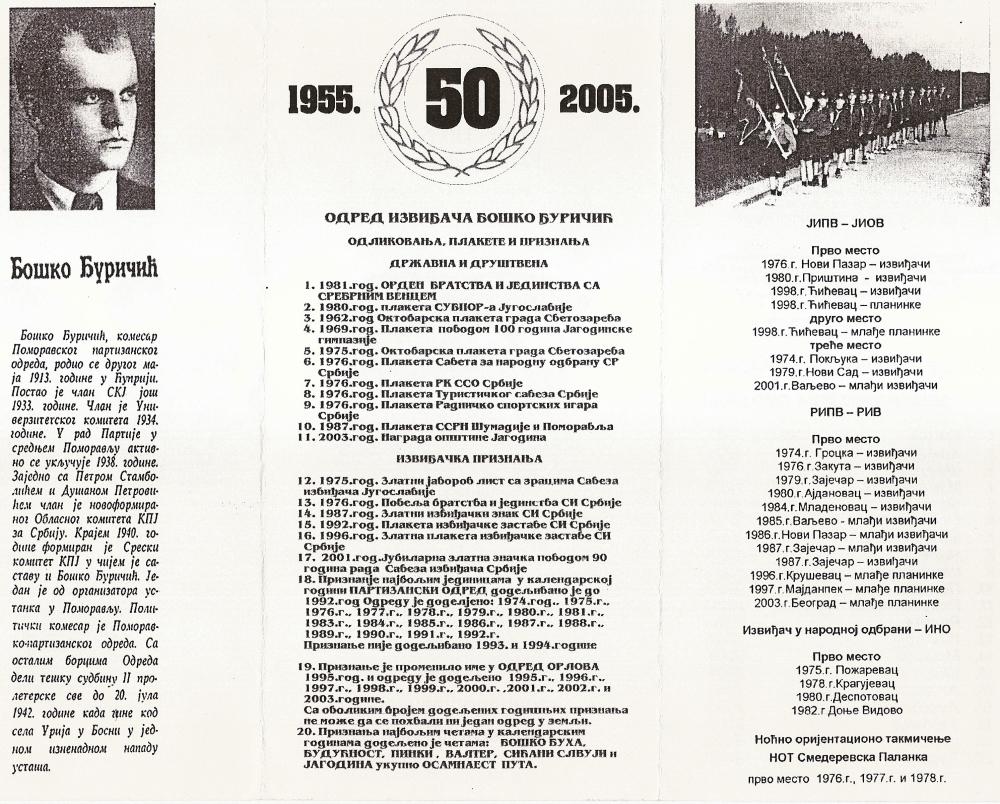 Бошко Ђуричић
Бошко Ђуричић, комесар
Поморавског партизанског
одреда, родио се другог ма-
ја 1913. године у Ћуприји.
Постао је члан СКЈ још
1933. године. Члан је Уни-
верзитетског комитета 1934.
године. У рад Партије у
средњем Поморављу актив-
но се укључује 1938. године.
Заједно са Петром Стамбо-
лићем и Душаном Петрови-
ћем члан је новоформира-
ног Обласног комитета КПЈ
за Србију. Крајем 1940. го-
дине формиран је Срески
комитет КПЈ у чијем је са-
ставу и Бошко Ђуричић. Је-
дан је од организатора ус-
танка у Поморављу. Поли-
тички комесар је Поморав-
ко-партизанског одреда. Са
осталим борцима Одреда
дели тешку судбину II про-
летерске све до 20. јула
1942. године када гине код
села Урија у Босни у јед-
ном изненадном нападу
усташа.
1955. 50 2005.
ОДРЕД ИЗВИЂАЧА БОШКО ЂУРИЧИЋ
ОДЛИКОВАЊА, ПЛАКЕТЕ И ПРИЗНАЊА
ДРЖАВНА И ДРУШТВЕНА
1. 1981.год. ОРДЕН БРАТСТВА И ЈЕДИНСТВА СА
СРЕБРНИМ ВЕНЦЕМ
2. 1980.год. плакета СУБНОР-а Југославије
3. 1962.год Октобарска плакета града Светозарева
4. 1969.год. Плакета поводом 100 година Јагодинске
гимназије
5. 1975.год. Октобарска плакета града Светозарева
6. 1976.год. Плакета Савета за народну одбрану СР
Србије
7. 1976.год. Плакета РК ССО Србије
8. 1976.год. Плакета Туристичког савеза Србије
9. 1976.год. Плакета Радничко спортских игара
Србије
10. 1987.год. Плакета ССРН Шумадије и Поморавља
11. 2003.год. Награда општине Јагодина
ИЗВИЂАЧКА ПРИЗНАЊА
12. 1975.год. Златни јаворов лист са зрацима Савеза
извиђача Југославије
13. 1976.год. Повеља братства и јединства СИ Србије
14. 1987.год. Златни извиђачки знак СИ Србије
15. 1992.год. Плакета извиђачке заставе СИ Србије
16. 1996.год. Златна плакета извиђачке заставе СИ
Србије
17. 2001.год.Јубиларна златна значка поводом 90
година рада Савеза извиђача Србије
18. Признање најбољим јединицама у календарској
години ПАРТИЗАНСКИ ОДРЕД додељивано је до
1992.год Одреду је додељено: 1974.год., 1975.г.,
1976.г., 1977.г., 1978.г., 1979.г., 1980.г., 1981.г.,
1983.г., 1984.г., 1985.г., 1986.г., 1987.г., 1988.г.,
1989.г., 1990.г., 1991.г., 1992.г.
Признање није додељивано 1993. и 1994.године
19. Признање је променило име у ОДРЕД ОРЛОВА
1995.год. и одреду је додељено 1995.г., 1996.г.,
1997.г., 1998.г., 1999.г., 2000.г. ,2001.г., 2002.г. и
2003.године.
Са оволиким бројем додељених годишњих признања
не може да се похвали ни један одред у земљи.
20. Признања најбољим четама у календарским
годинама додељено је четама: БОШКО БУХА,
БУДУЋНОСТ, ПИНКИ , ВАЛТЕР, СИВАНИ СЛВУЈИ и
ЈАГОДИНА укупно ОСАМНАЕСТ ПУТА.
ЈИПВ – ЈИОВ
Прво место
1976.г. Нови Пазар – извиђачи
1980.г.Приштина - извиђачи
1998.г.Ћићевац – извиђачи
1998.г.Ћићевац – планинке
друго место
1998.г.Ћићевац – млађе планинке
треће место
1974.г. Покљука – извиђачи
1979,г.Нови Сад – извиђачи
2001.г.Ваљево – млађи извиђачи
РИПВ – РИВ
Прво место
1974.г. Гроцка – извиђачи
1976.г.Закута – извиђачи
1979.г.Зајечар – извиђачи
1980.г.Ајдановац – извиђачи
1984.г.Младеновац – извиђачи
1985.г.Ваљево - млађи извиђачи
1986.г.Нови Пазар – млађи извиђачи
1987.г.Зајечар – млађи извиђачи
1987.г.Зајечар – извиђачи
1996.г.Крушевац – млађе планинке
1997.г.Мајданпек – млађе планинке
2003.г.Београд – млађе планинке
Извиђач у народној одбрани – ИНО
Прво место
1975.г. Пожаревац
1978.г.Крагујевац
1980.г.Деспотовац
1982.г Доње Видово
Ноћно оријентационо такмичење
НОТ Смедеревска Паланка
прво место 1976.г., 1977.г. и 1978.г.